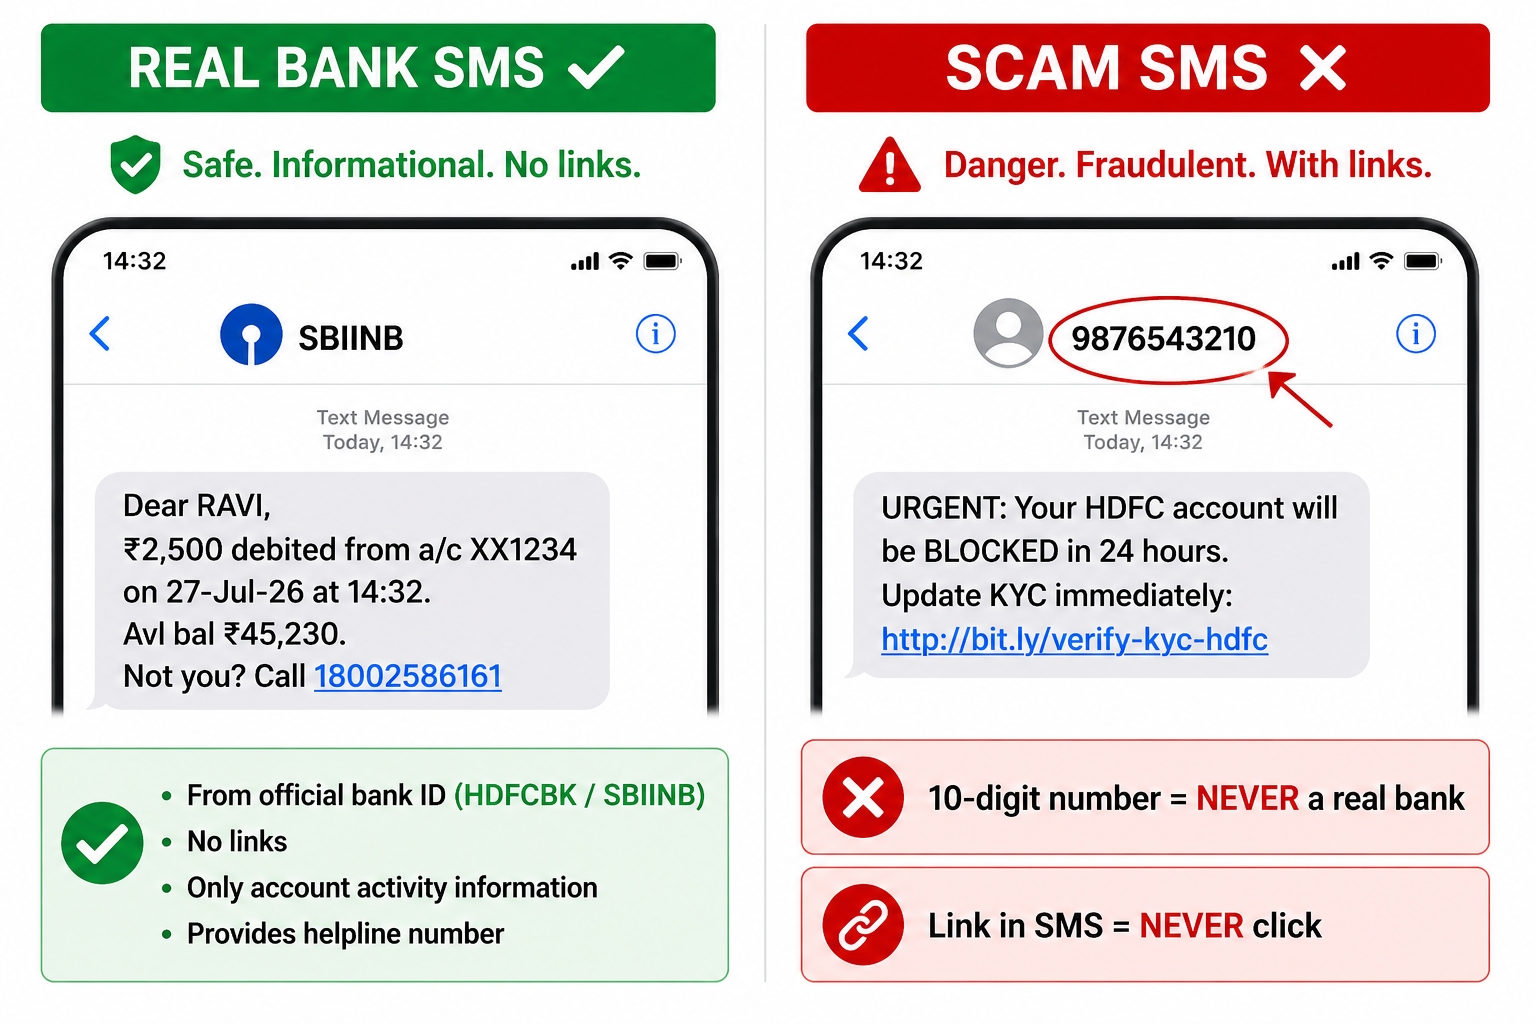 REAL BANK SMS
Safe. Informational. No links.
14:32
SBIINB
Text Message
Today, 14:32
Dear RAVI,
₹2,500 debited from a/c XX1234
on 27-Jul-26 at 14:32.
Avl bal ₹45,230.
Not you? Call 18002586161
• From official bank ID (HDFCBK / SBIINB)
• No links
• Only account activity information
• Provides helpline number
SCAM SMS
Danger. Fraudulent. With links.
14:32
9876543210
Text Message
Today, 14:32
URGENT: Your HDFC account will
be BLOCKED in 24 hours.
Update KYC immediately:
http://bit.ly/verify-kyc-hdfc
10-digit number = NEVER a real bank
Link in SMS = NEVER click